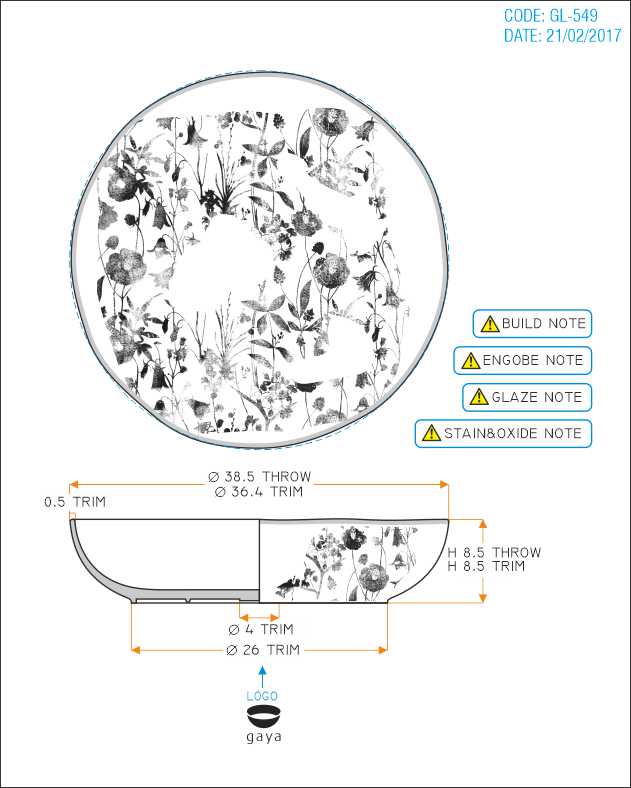 CODE: GL-549
DATE: 21/02/2017
BUILD NOTE
ENGOBE NOTE
GLAZE NOTE
STAIN&OXIDE NOTE
Ø 38.5 THROW
Ø 36.4 TRIM
0.5 TRIM
H 8.5 THROW
H 8.5 TRIM
Ø 4 TRIM
Ø 26 TRIM
LOGO
gaya